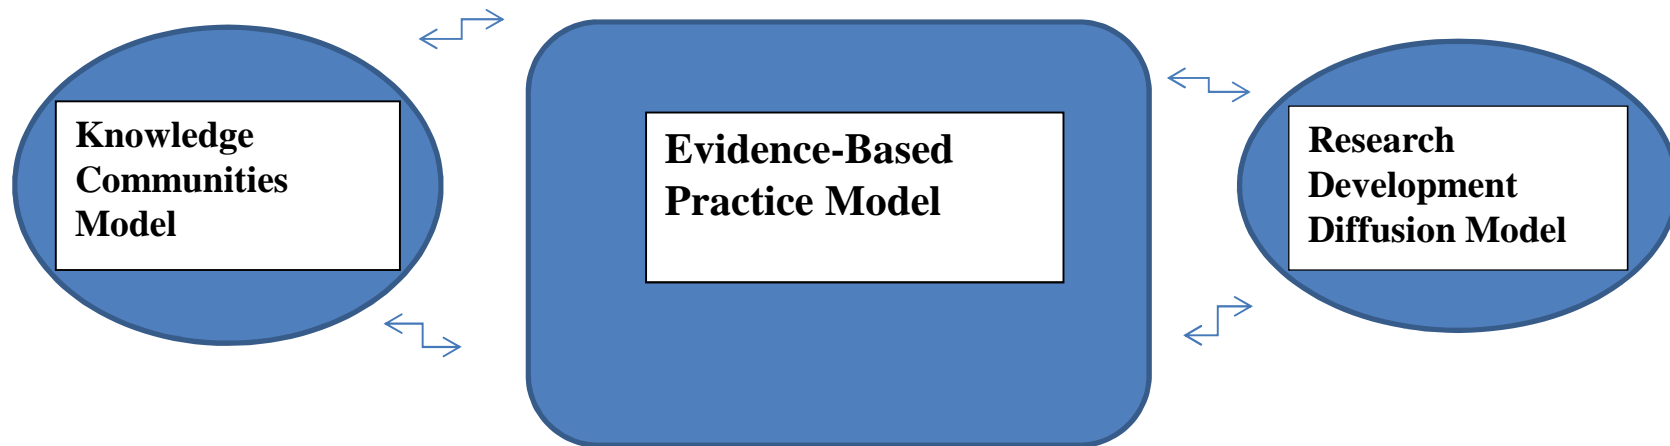 Knowledge
Communities
Model
Evidence-Based
Practice Model
Research
Development
Diffusion Model